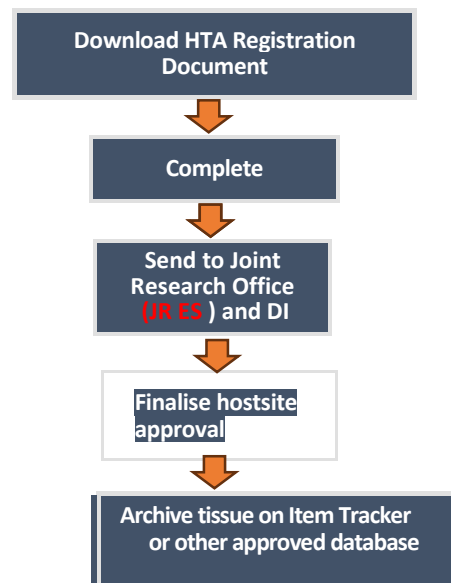 Download HTA Registration
Document
Complete
Send to Joint
Research Office
(JR ES ) and DI
Finalise hostsite
approval
Archive tissue on Item Tracker
or other approved database